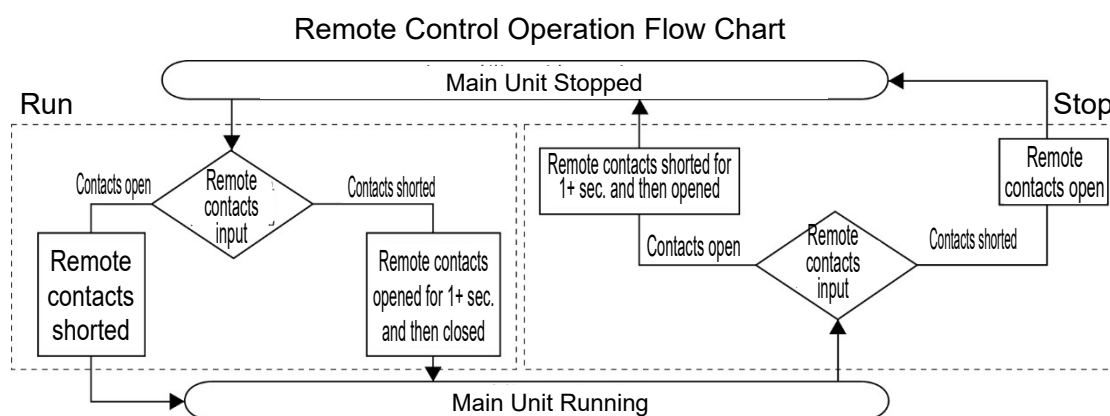 Remote Control Operation Flow Chart
Main Unit Stopped
Run
Stop
Contacts open
Remote
contacts
input
Contacts shorted
Remote
contacts
shorted
Remote contacts
opened for 1+ sec.
and then closed
Remote contacts shorted for
1+ sec. and then opened
Remote
contacts open
Contacts open
Remote
contacts
input
Contacts shorted
Main Unit Running